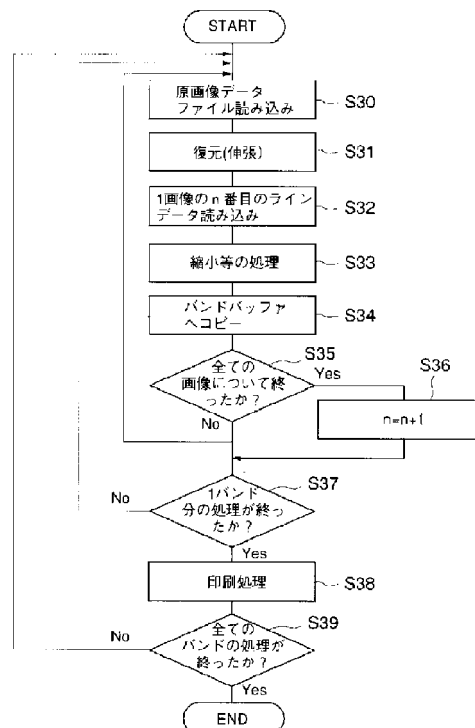 START
原画像データ
ファイル読み込み
S30
復元(伸張)
S31
1画像のn番目のライン
データ読み込み
S32
縮小等の処理
S33
バンドバッファ
へコピー
S34
全ての
画像について終
ったか？
S35
Yes
No
S36
n=n+1
1バンド
分の処理が終っ
たか？
S37
No
Yes
印刷処理
S38
全ての
バンドの処理が
終ったか？
S39
No
Yes
END